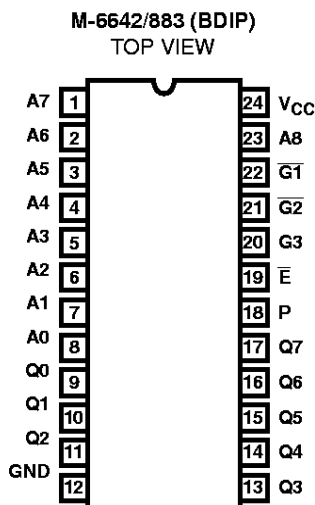 M-6642/883 (BDIP)
TOP VIEW
A7 1 24 VCC
A6 2 23 A8
A5 3 22 G̅1̅
A4 4 21 G̅2̅
A3 5 20 G3
A2 6 19 E̅
A1 7 18 P
A0 8 17 Q7
Q0 9 16 Q6
Q1 10 15 Q5
Q2 11 14 Q4
GND 12 13 Q3